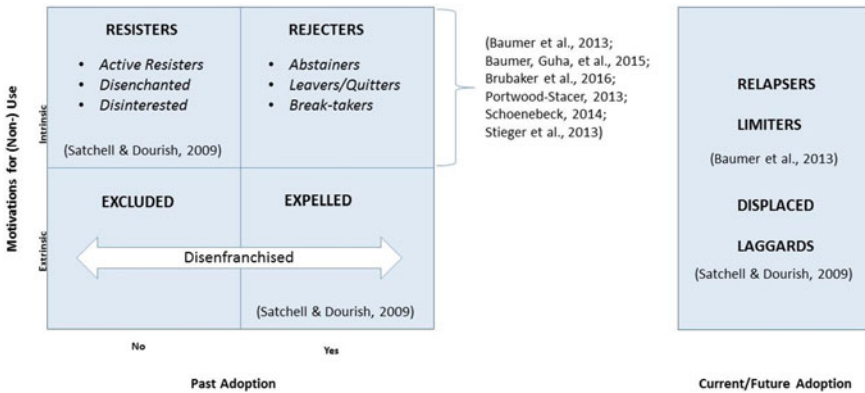 RESISTERS
• Active Resisters
• Disenchanted
• Disinterested
(Satchell & Dourish, 2009)
REJECTERS
• Abstainers
• Leavers/Quitters
• Break-takers
(Baumer et al., 2013;
Baumer, Guha, et al., 2015;
Brubaker et al., 2016;
Portwood-Stacer, 2013;
Schoenebeck, 2014;
Stieger et al., 2013)
EXCLUDED
EXPELLED
Disenfranchised
(Satchell & Dourish, 2009)
Motivations for (Non-) Use
Intrinsic
Extrinsic
No
Yes
Past Adoption
RELAPSERS
LIMITERS
(Baumer et al., 2013)
DISPLACED
LAGGARDS
(Satchell & Dourish, 2009)
Current/Future Adoption